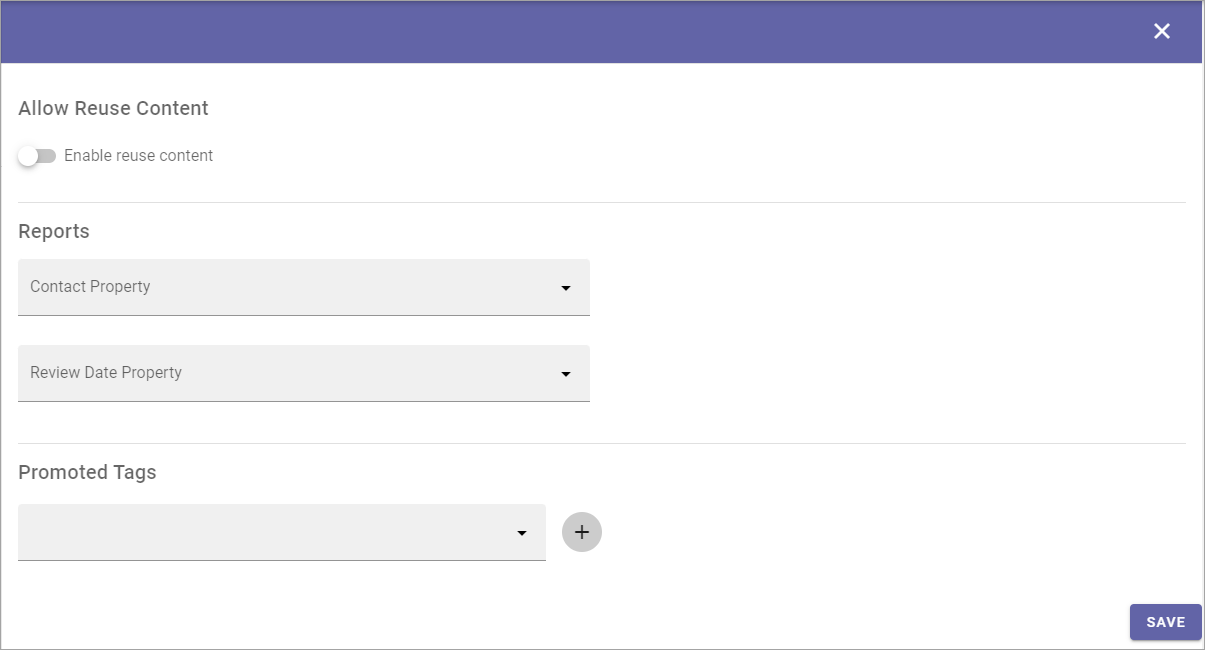 Allow Reuse Content
Enable reuse content
Reports
Contact Property
Review Date Property
Promoted Tags
SAVE